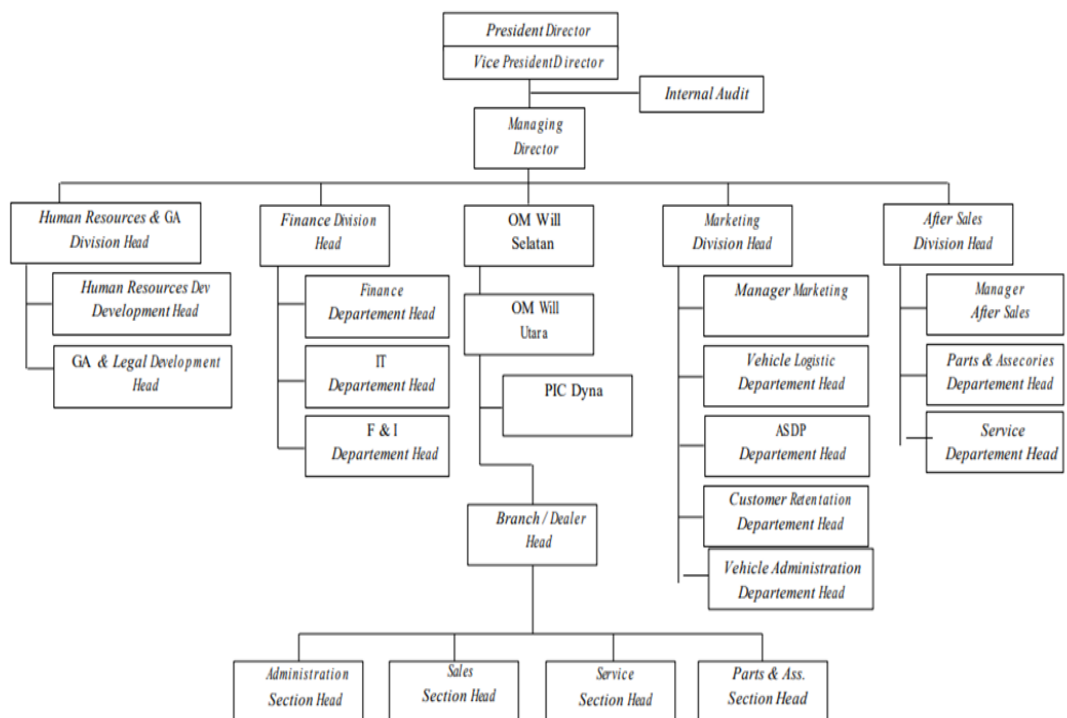 President Director
Vice PresidentDirector
Internal Audit
Managing
Director
Human Resources & GA
Division Head
Finance Division
Head
OM Will
Selatan
Marketing
Division Head
After Sales
Division Head
Human Resources Dev
Development Head
GA & Legal Development
Head
Finance
Departement Head
IT
Departement Head
F & I
Departement Head
OM Will
Utara
PIC Dyna
Manager Marketing
Vehicle Logistic
Departement Head
ASDP
Departement Head
Customer Retentation
Departement Head
Vehicle Administration
Departement Head
Manager
After Sales
Parts & Assecories
Departement Head
Service
Departement Head
Branch / Dealer
Head
Administration
Section Head
Sales
Section Head
Service
Section Head
Parts & Ass.
Section Head